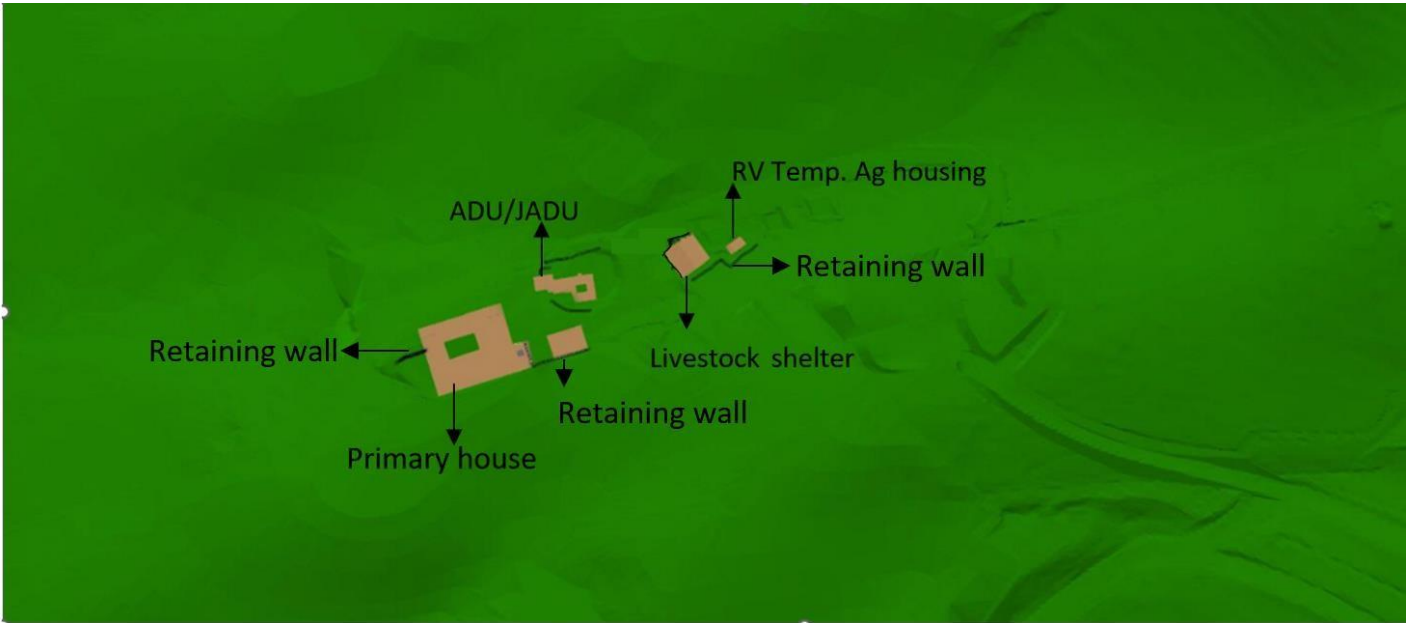 RV Temp. Ag housing
ADU/JADU
Retaining wall
Retaining wall
Livestock shelter
Retaining wall
Primary house